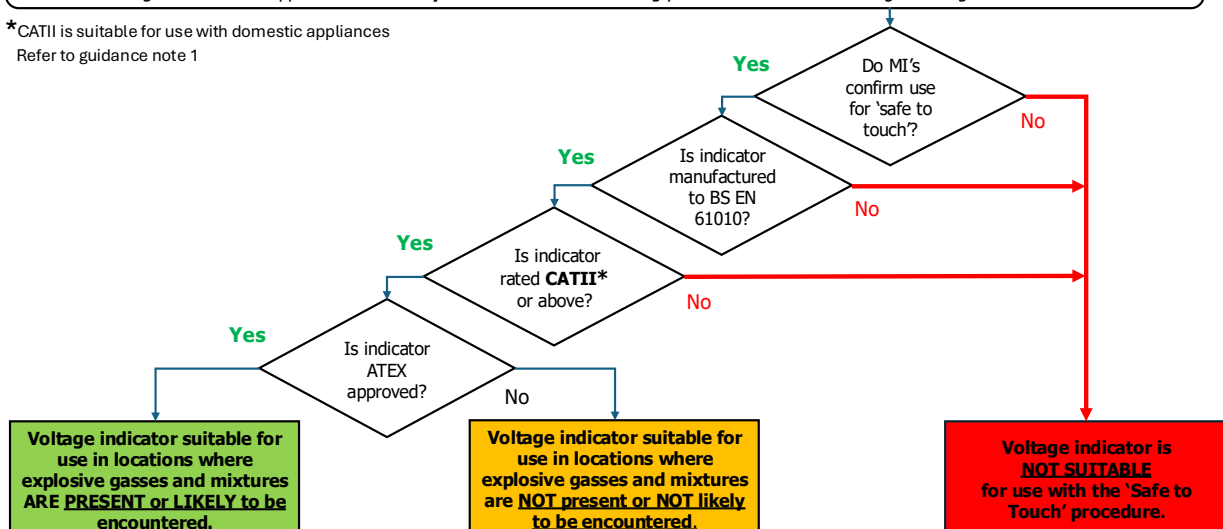 *CATII is suitable for use with domestic appliances
Refer to guidance note 1
Do MI's
confirm use
for 'safe to
touch'?
Yes
No
Is indicator
manufactured
to BS EN
61010?
Yes
No
Is indicator
rated CATII*
or above?
Yes
No
Is indicator
ATEX
approved?
Yes
No
Voltage indicator suitable for
use in locations where
explosive gasses and mixtures
ARE PRESENT or LIKELY to be
encountered.
Voltage indicator suitable for
use in locations where
explosive gasses and mixtures
are NOT present or NOT likely
to be encountered.
Voltage indicator is
NOT SUITABLE
for use with the 'Safe to
Touch' procedure.